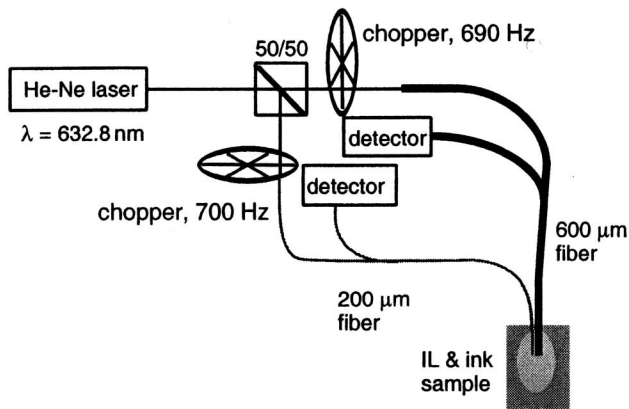 chopper, 690 Hz
50/50
He-Ne laser
λ = 632.8 nm
detector
detector
chopper, 700 Hz
600 μm
fiber
200 μm
fiber
IL & ink
sample